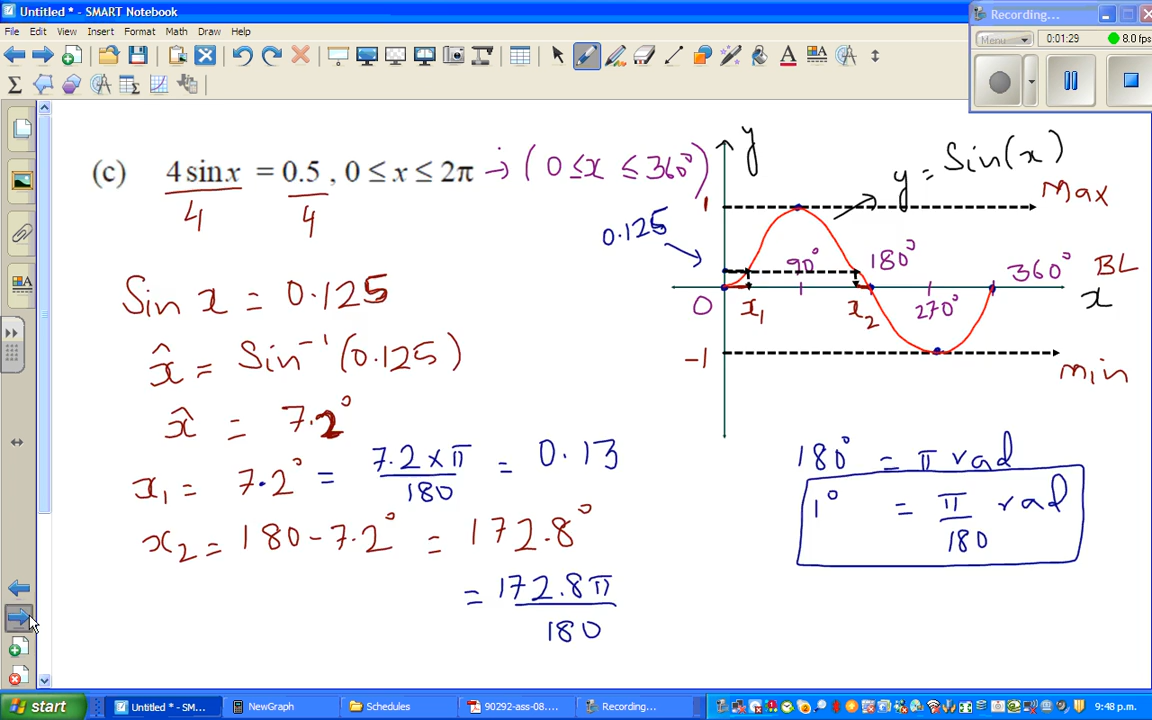 Untitled * - SMART Notebook
File Edit View Insert Format Math Draw Help
Recording...
Menu
0:01:29
8.0 fps
(c) 4 sin x = 0.5 , 0 ≤ x ≤ 2π → (0 ≤ x ≤ 360°)
4 4
Sin x = 0.125
x̂ = Sin⁻¹(0.125)
x̂ = 7.2°
x₁ = 7.2° = 7.2 × π / 180 = 0.13
x₂ = 180 - 7.2° = 172.8°
= 172.8π / 180
y
y = Sin(x)
Max
1
0.125
90°
180°
360°
BL
x
0
x₁
x₂
270°
-1
min
180° = π rad
1° = π / 180 rad
start
Untitled * - SM...
NewGraph
Schedules
90292-ass-08....
Recording...
9:48 p.m.